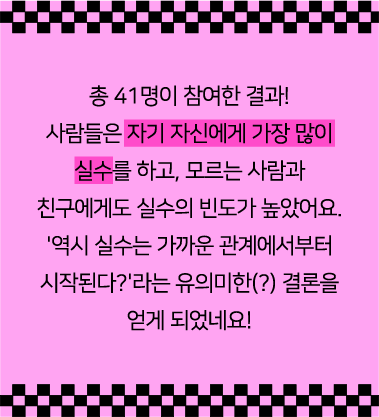 총 41명이 참여한 결과!
사람들은 자기 자신에게 가장 많이
실수를 하고, 모르는 사람과
친구에게도 실수의 빈도가 높았어요.
'역시 실수는 가까운 관계에서부터
시작된다?'라는 유의미한(?) 결론을
얻게 되었네요!